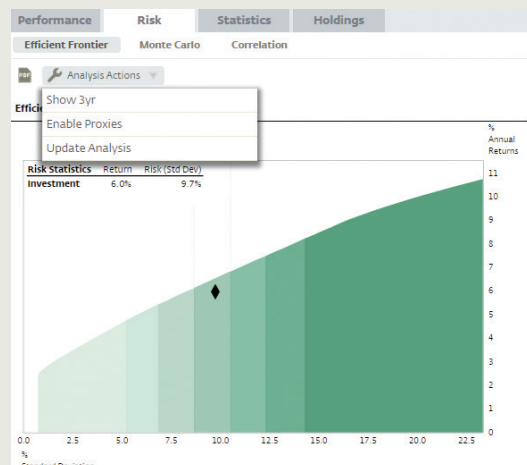 Performance Risk Statistics Holdings
Efficient Frontier Monte Carlo Correlation
PDF Analysis Actions
Show 3yr
Enable Proxies
Update Analysis
%
Annual
Returns
Risk Statistics Return Risk (Std Dev)
Investment 6.0% 9.7%
11
10
9
8
7
6
5
4
3
2
1
0
0.0 2.5 5.0 7.5 10.0 12.5 15.0 17.5 20.0 22.5
%